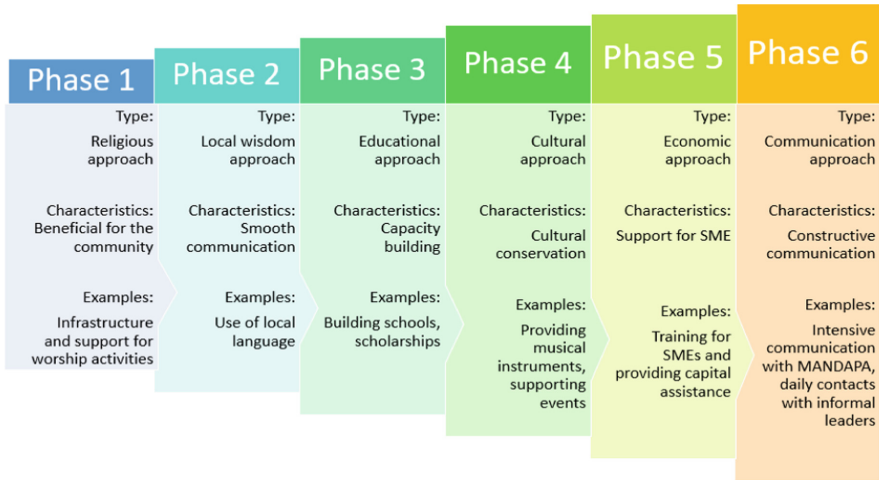 Phase 1
Type:
Religious
approach
Characteristics:
Beneficial for the
community
Examples:
Infrastructure
and support for
worship activities
Phase 2
Type:
Local wisdom
approach
Characteristics:
Smooth
communication
Examples:
Use of local
language
Phase 3
Type:
Educational
approach
Characteristics:
Capacity
building
Examples:
Building schools,
scholarships
Phase 4
Type:
Cultural
approach
Characteristics:
Cultural
conservation
Examples:
Providing
musical
instruments,
supporting
events
Phase 5
Type:
Economic
approach
Characteristics:
Support for SME
Examples:
Training for
SMEs and
providing capital
assistance
Phase 6
Type:
Communication
approach
Characteristics:
Constructive
communication
Examples:
Intensive
communication
with MANDAPA,
daily contacts
with informal
leaders